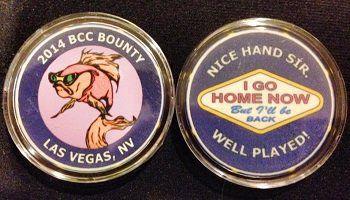 2014 BCC BOUNTY
LAS VEGAS, NV
NICE HAND SIR.
I GO
HOME NOW
But I'll be
BACK
WELL PLAYED!